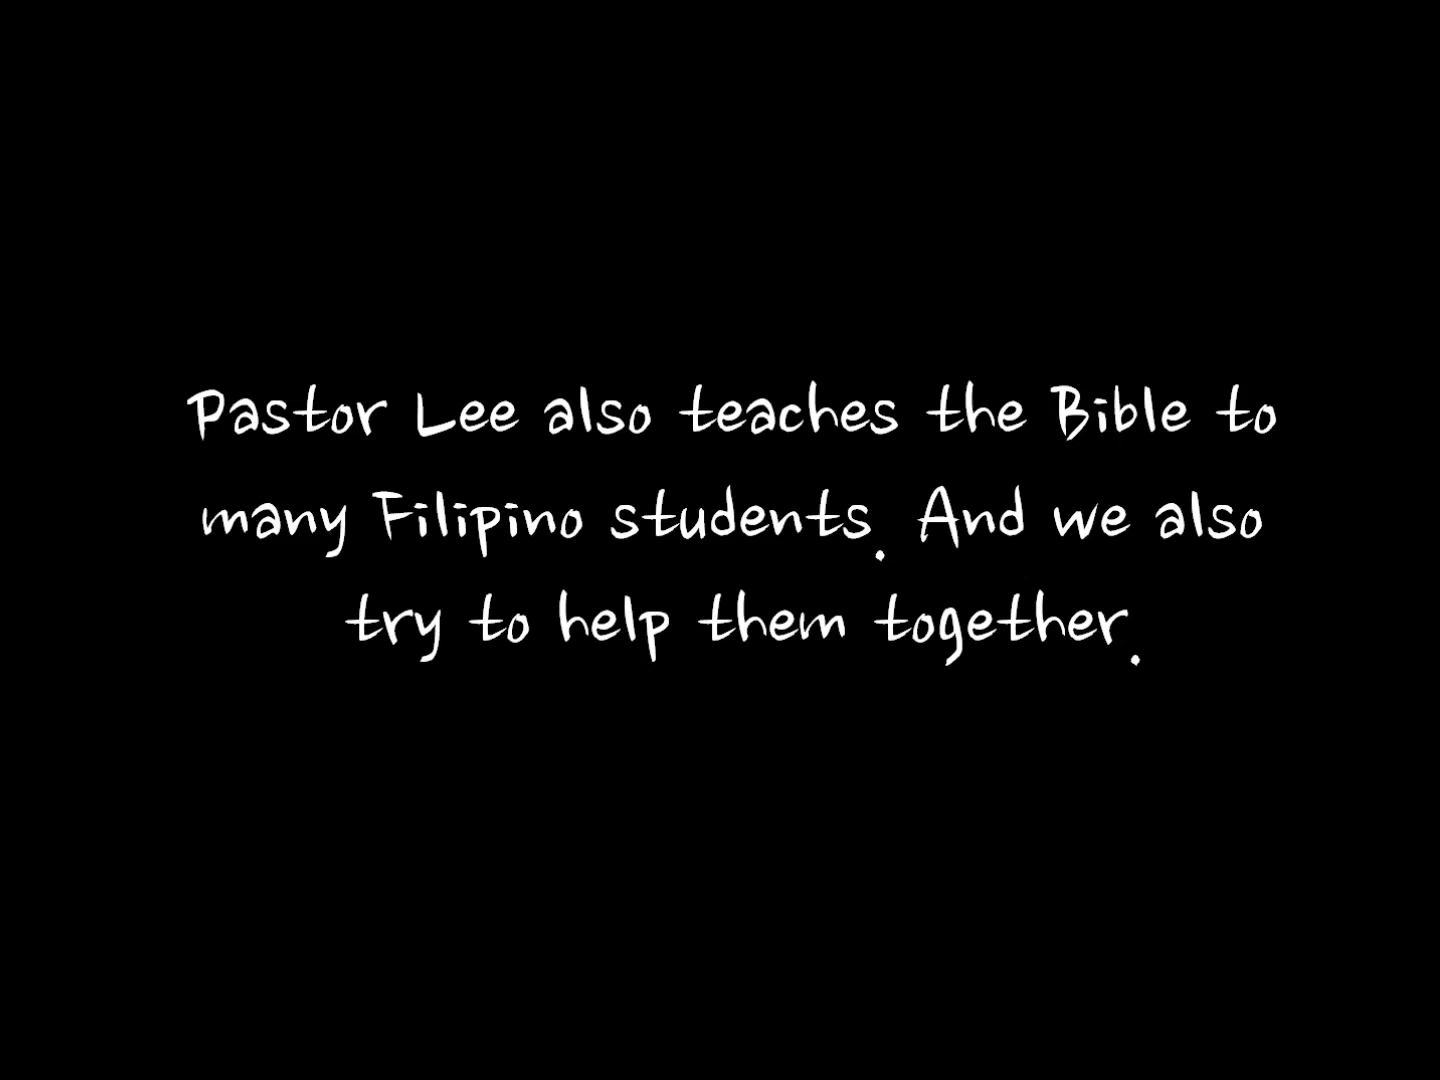 Pastor Lee also teaches the Bible to
many Filipino students. And we also
try to help them together.